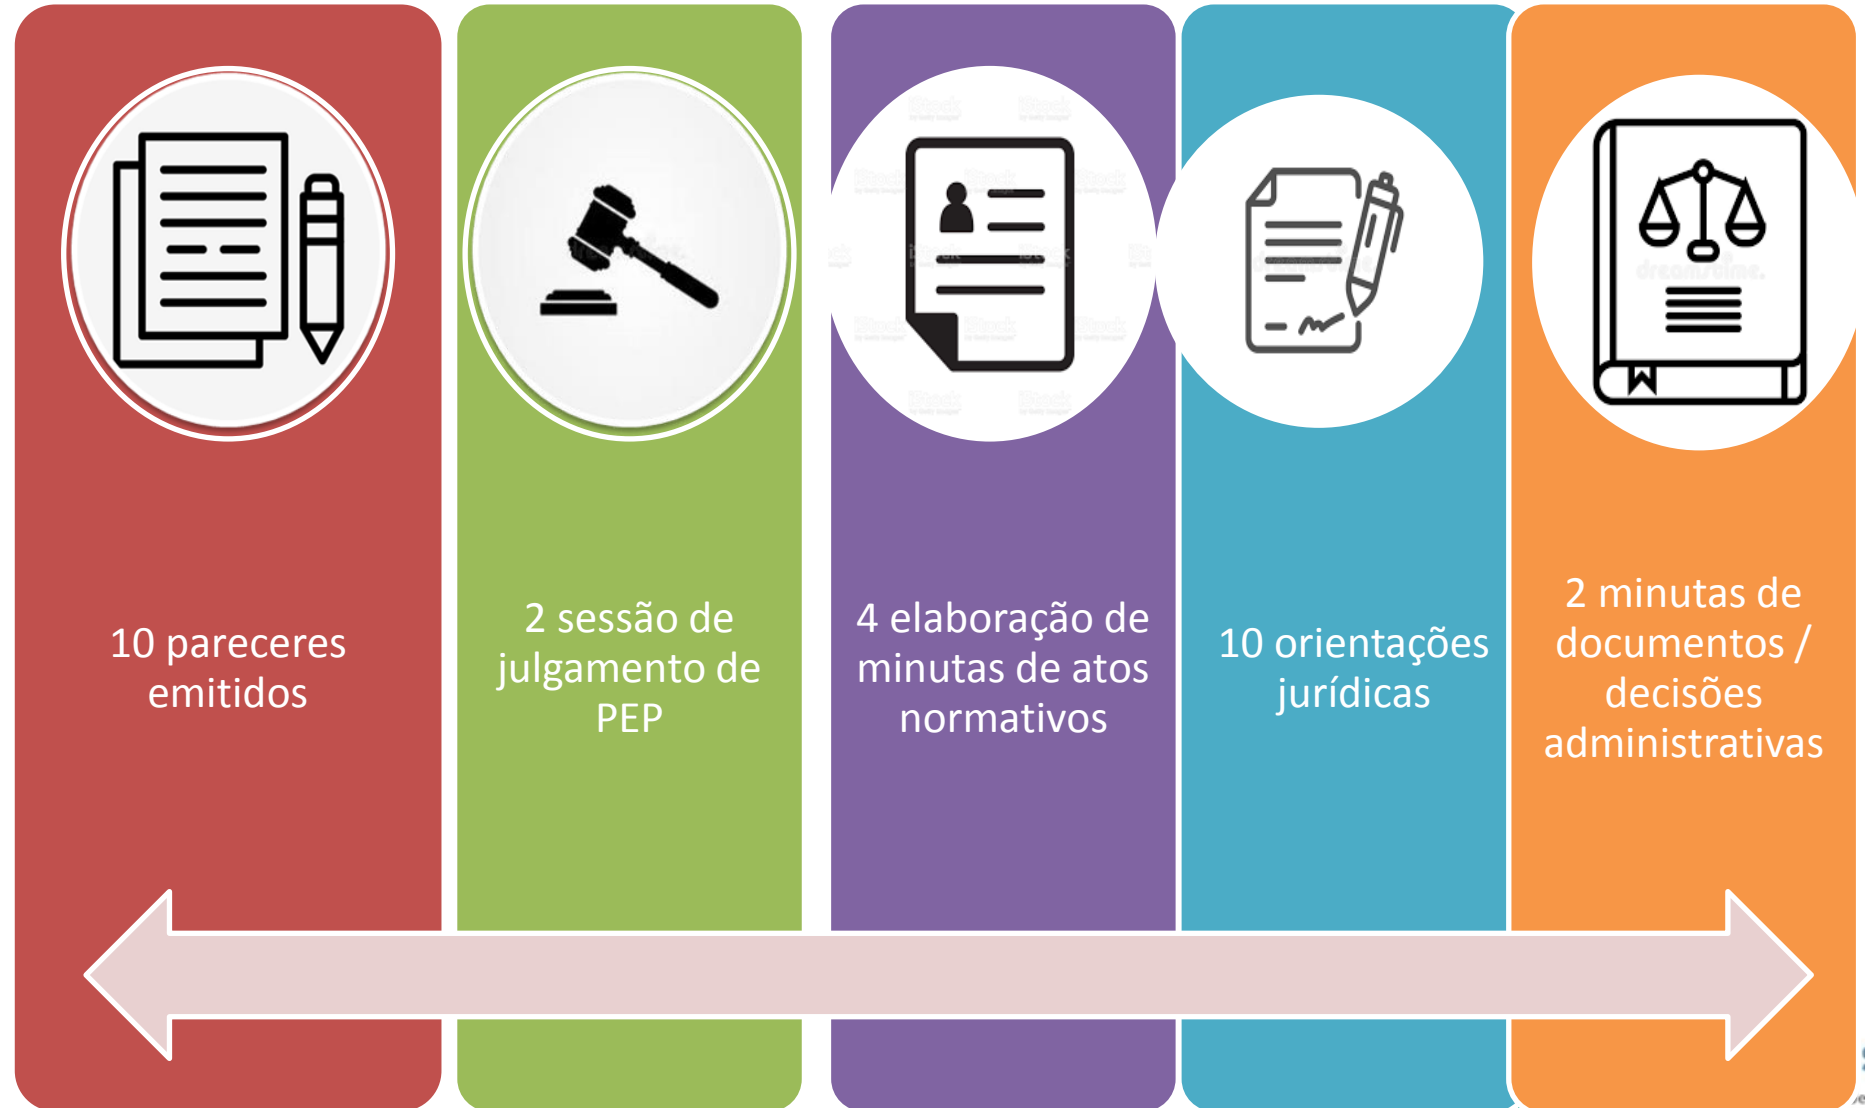 10 pareceres
emitidos
2 sessão de
julgamento de
PEP
4 elaboração de
minutas de atos
normativos
10 orientações
jurídicas
2 minutas de
documentos /
decisões
administrativas
dreamstime.